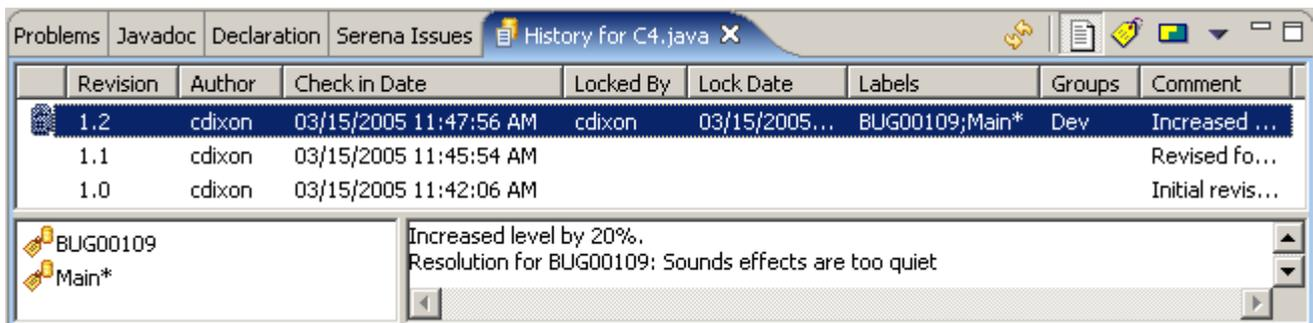 Problems Javadoc Declaration Serena Issues History for C4.java
Revision Author Check in Date Locked By Lock Date Labels Groups Comment
1.2 cdixon 03/15/2005 11:47:56 AM cdixon 03/15/2005... BUG00109;Main* Dev Increased ...
1.1 cdixon 03/15/2005 11:45:54 AM Revised fo...
1.0 cdixon 03/15/2005 11:42:06 AM Initial revis...
BUG00109
Main*
Increased level by 20%.
Resolution for BUG00109: Sounds effects are too quiet